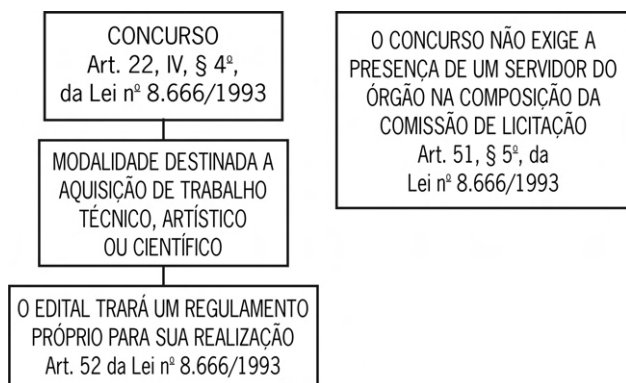 CONCURSO
Art. 22, IV, § 4º,
da Lei nº 8.666/1993
MODALIDADE DESTINADA A
AQUISIÇÃO DE TRABALHO
TÉCNICO, ARTÍSTICO
OU CIENTÍFICO
O EDITAL TRARÁ UM REGULAMENTO
PRÓPRIO PARA SUA REALIZAÇÃO
Art. 52 da Lei nº 8.666/1993
O CONCURSO NÃO EXIGE A
PRESENÇA DE UM SERVIDOR DO
ÓRGÃO NA COMPOSIÇÃO DA
COMISSÃO DE LICITAÇÃO
Art. 51, § 5º, da
Lei nº 8.666/1993